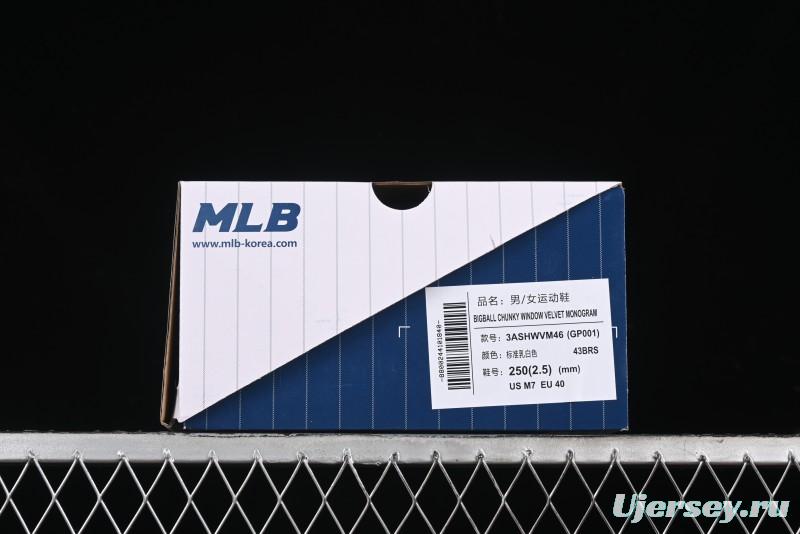 MLB
www.mlb-korea.com
品名：男/女运动鞋
BIGBALL CHUNKY WINDOW VELVET MONOGRAM
款号：3ASHWVM46 (GP001)
颜色：标准乳白色 43BRS
鞋号：250(2.5) (mm)
US M7 EU 40
-8800244101840-
Ujersey.ru